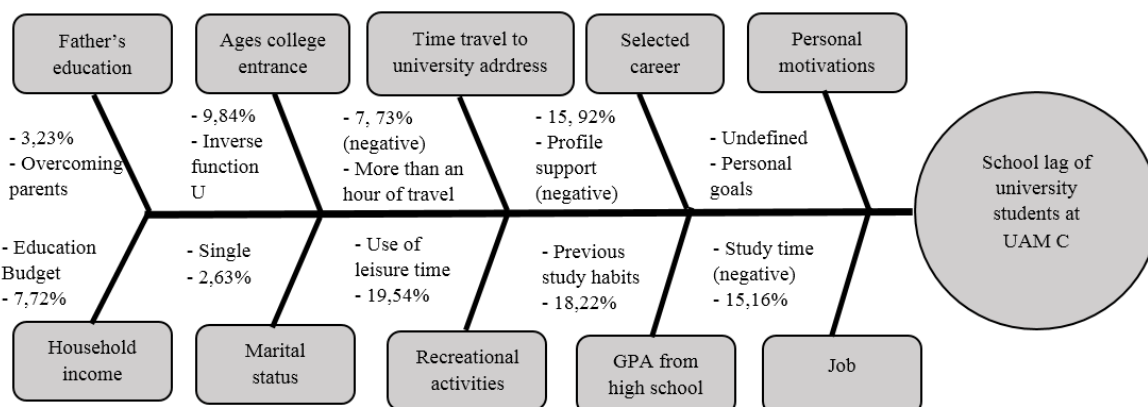 Father's
education
Ages college
entrance
Time travel to
university adrdress
Selected
career
Personal
motivations
- 3,23%
- Overcoming
parents
- 9,84%
- Inverse
function
U
- 7, 73%
(negative)
- More than an
hour of travel
- 15, 92%
- Profile
support
(negative)
- Undefined
- Personal
goals
School lag of
university
students at
UAM C
- Education
Budget
- 7,72%
- Single
- 2,63%
- Use of
leisure time
- 19,54%
- Previous
study habits
- 18,22%
- Study time
(negative)
- 15,16%
Household
income
Marital
status
Recreational
activities
GPA from
high school
Job